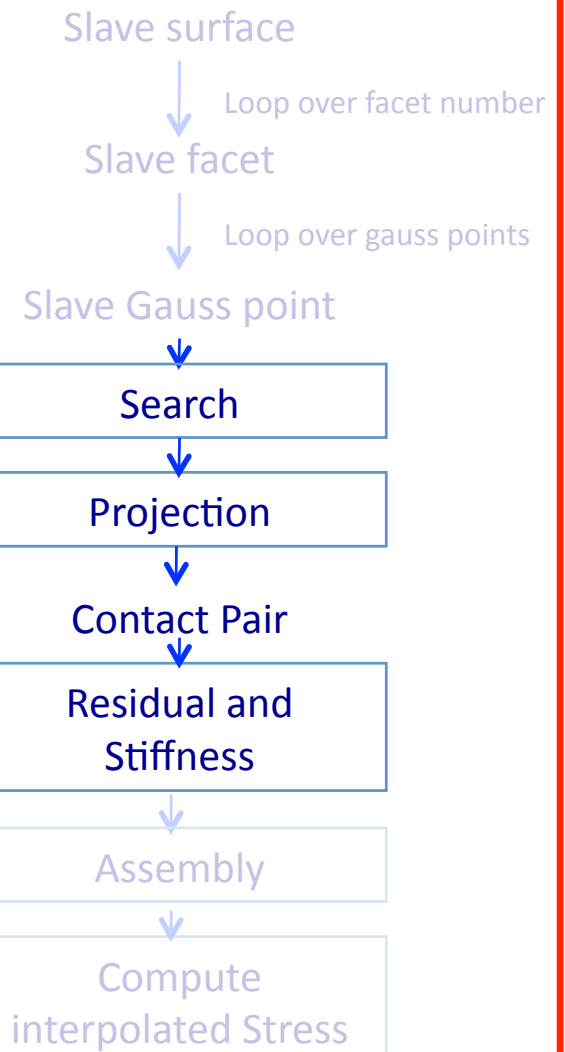 Slave surface
Loop over facet number
Slave facet
Loop over gauss points
Slave Gauss point
Search
Projection
Contact Pair
Residual and
Stiffness
Assembly
Compute
interpolated Stress